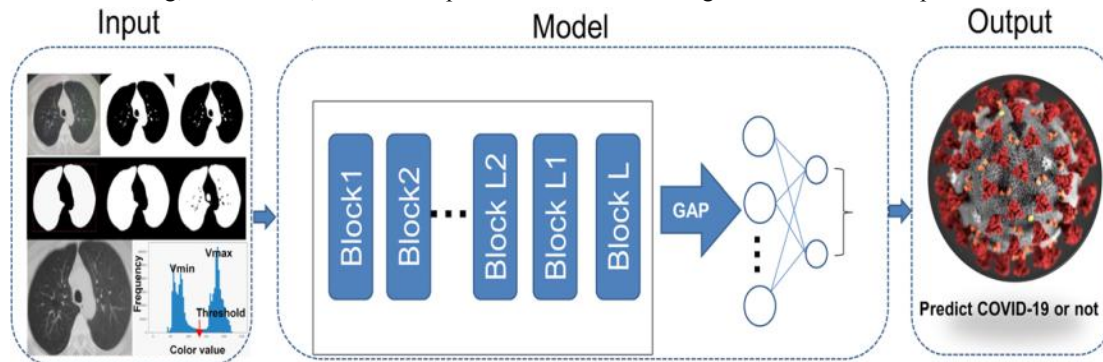 Input
Model
Output
Block1
Block2
Block L2
Block L1
Block L
GAP
Frequency
Vmin
Vmax
Threshold
Color value
Predict COVID-19 or not